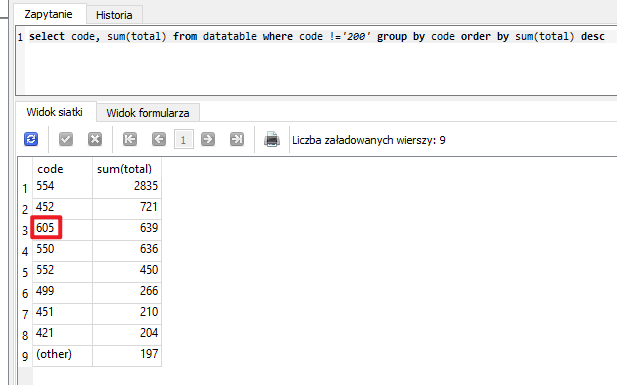 Zapytanie Historia
1 select code, sum(total) from datatable where code !='200' group by code order by sum(total) desc
Widok siatki Widok formularza
1 Liczba załadowanych wierszy: 9
code sum(total)
1 554 2835
2 452 721
3 605 639
4 550 636
5 552 450
6 499 266
7 451 210
8 421 204
9 (other) 197